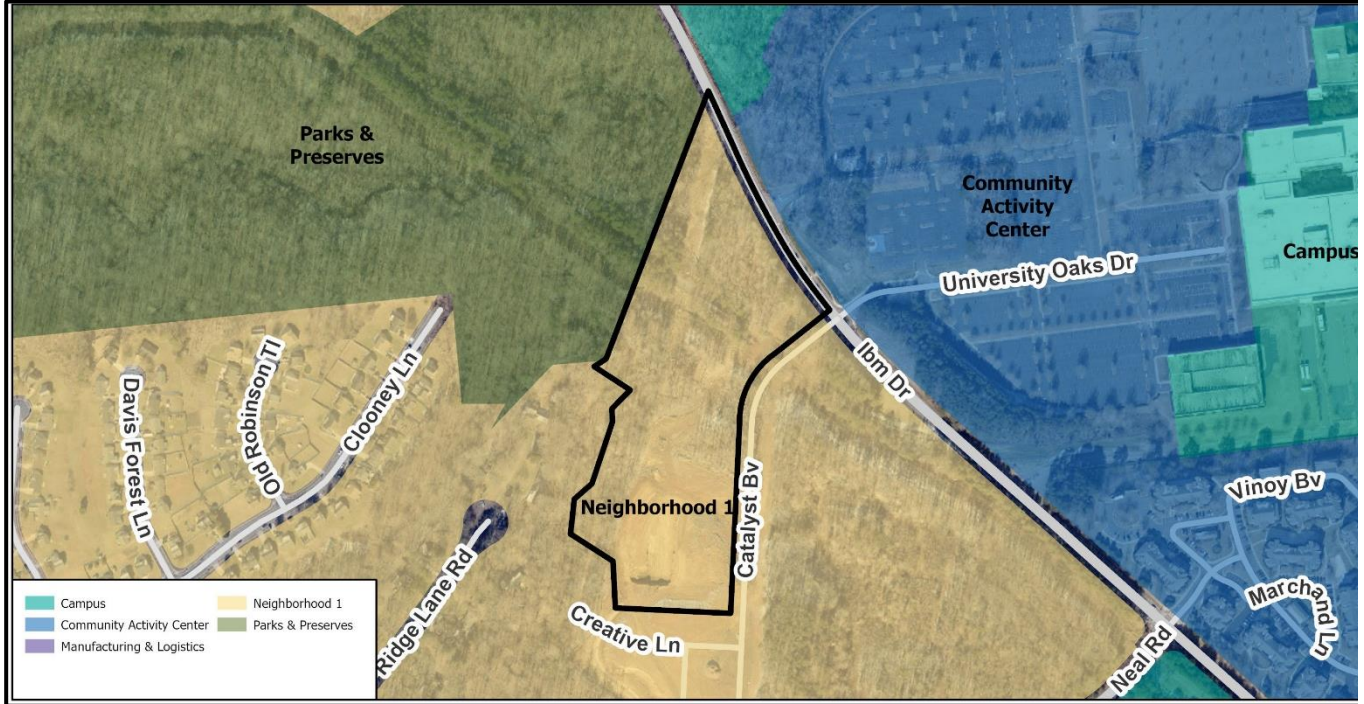 Parks &
Preserves
Community
Activity
Center
Campus
University Oaks Dr
Ibm Dr
Clooney Ln
Old Robinson Tl
Davis Forest Ln
Neighborhood 1
Catalyst Bv
Vinoy Bv
Marchand Ln
Ridge Lane Rd
Creative Ln
Neal Rd
Campus
Community Activity Center
Manufacturing & Logistics
Neighborhood 1
Parks & Preserves